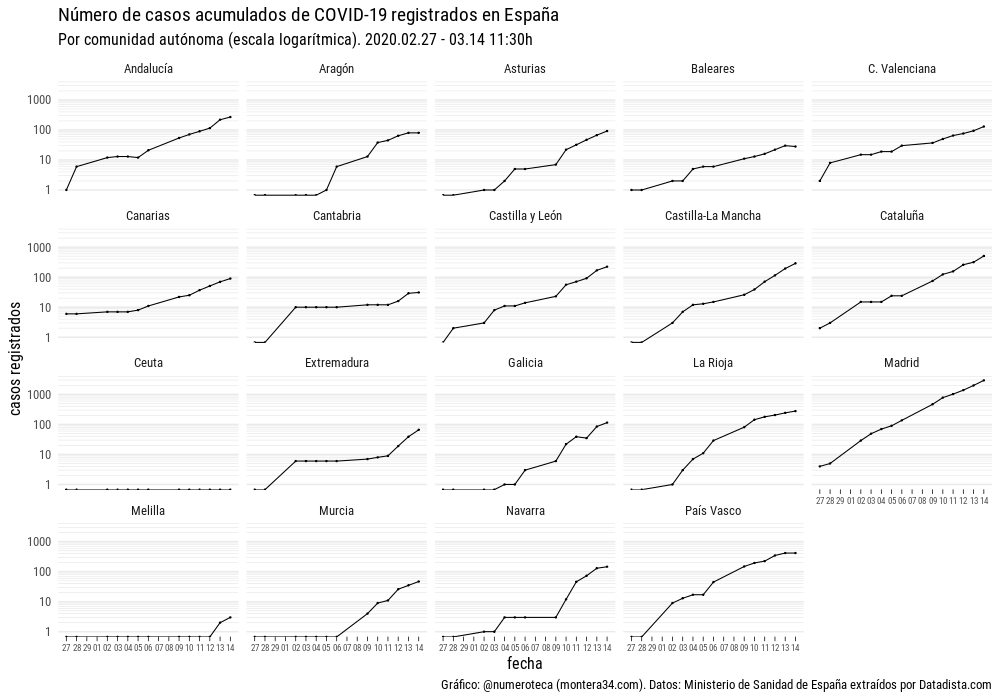 Número de casos acumulados de COVID-19 registrados en España
Por comunidad autónoma (escala logarítmica). 2020.02.27 - 03.14 11:30h
Andalucía Aragón Asturias Baleares C. Valenciana
1000
100
10
1
Canarias Cantabria Castilla y León Castilla-La Mancha Cataluña
1000
100
10
1
casos registrados
Ceuta Extremadura Galicia La Rioja Madrid
1000
100
10
1
27 28 29 01 02 03 04 05 06 07 08 09 10 11 12 13 14
Melilla Murcia Navarra País Vasco
1000
100
10
1
27 28 29 01 02 03 04 05 06 07 08 09 10 11 12 13 14 27 28 29 01 02 03 04 05 06 07 08 09 10 11 12 13 14 27 28 29 01 02 03 04 05 06 07 08 09 10 11 12 13 14 27 28 29 01 02 03 04 05 06 07 08 09 10 11 12 13 14
fecha
Gráfico: @numeroteca (montera34.com). Datos: Ministerio de Sanidad de España extraídos por Datadista.com